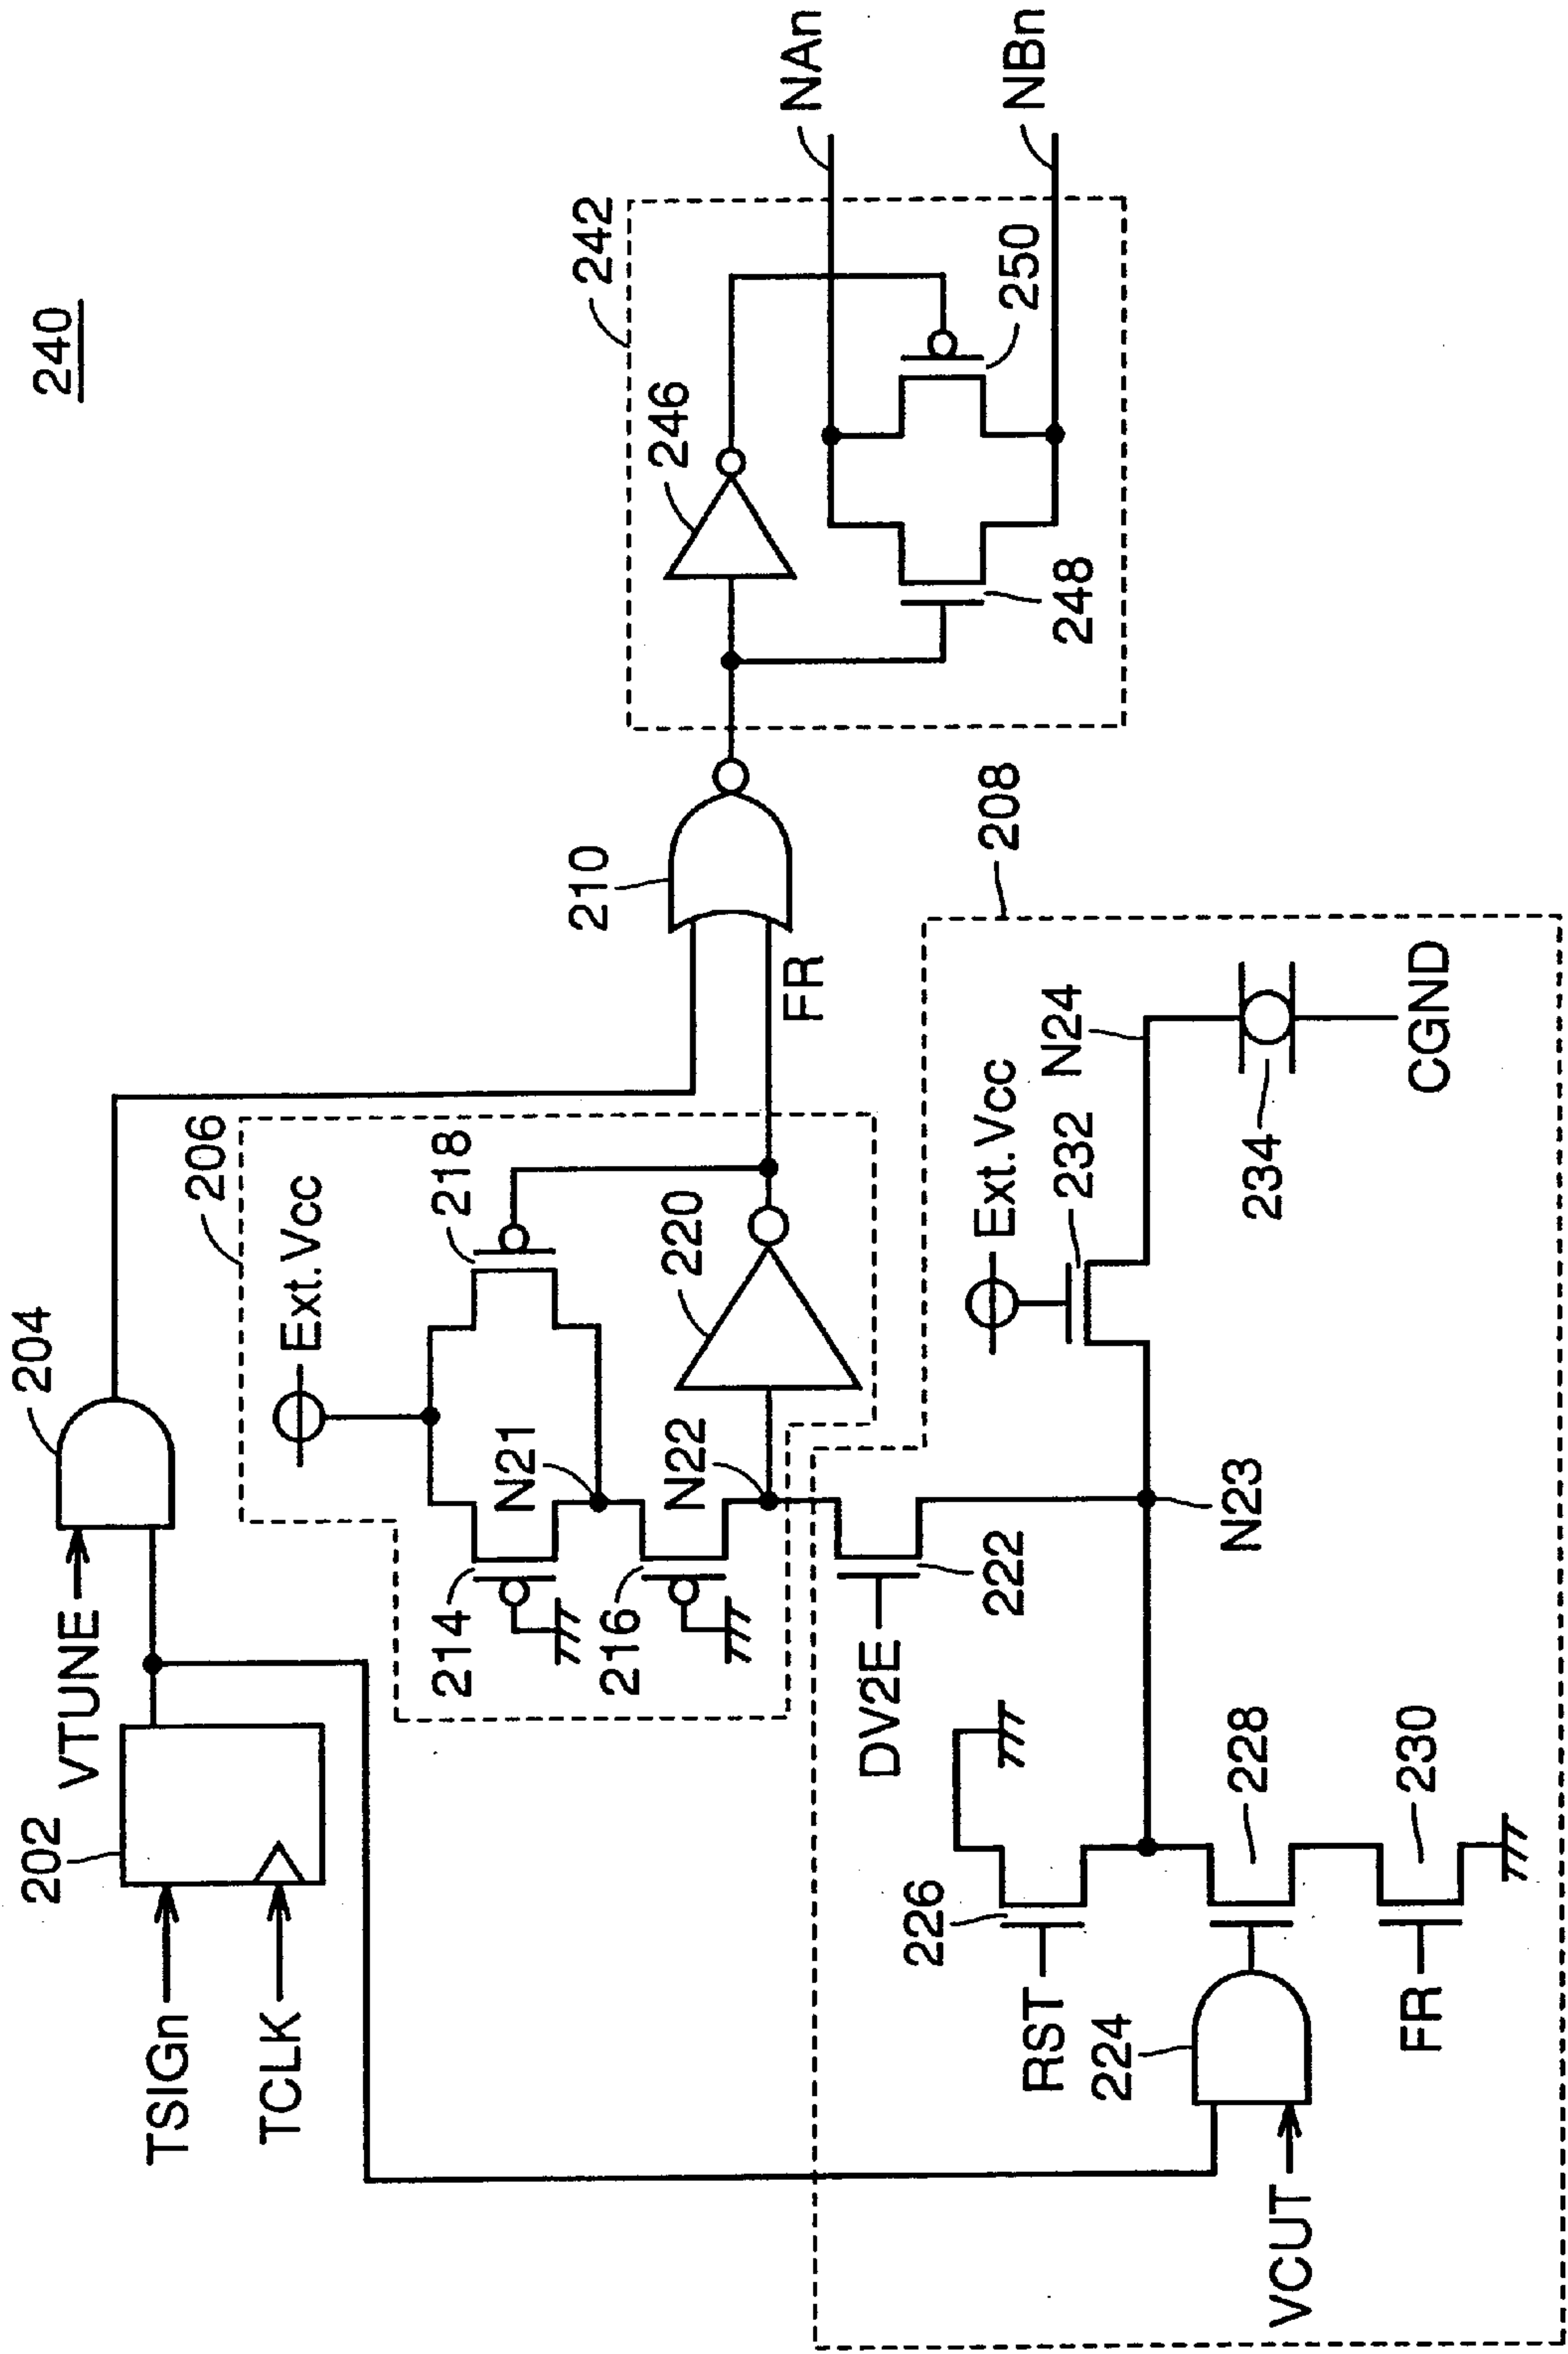 240
NAn
NBn
242
246
250
248
210
FR
208
204
VTUNE
202
TSIGn
TCLK
206
Ext.Vcc
218
214
N21
220
216
N22
DV2E
222
Ext.Vcc
232
N24
234
CGND
N23
226
RST
224
228
VCUT
230
FR